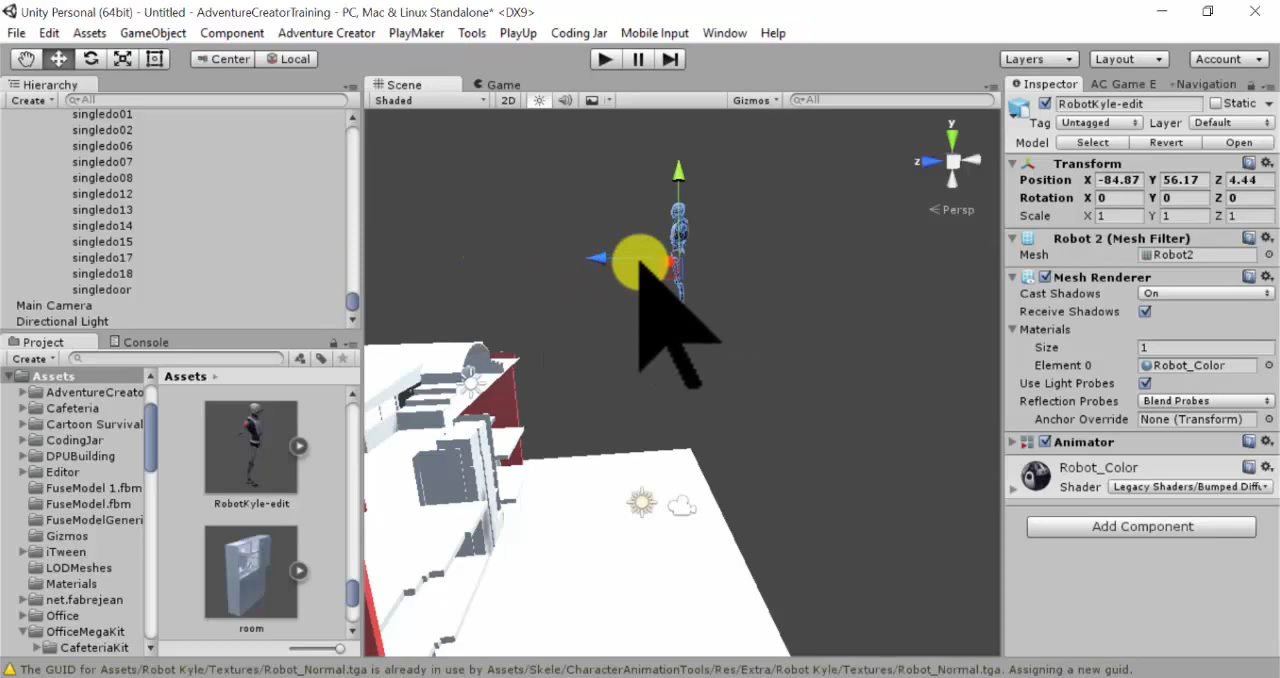 Unity Personal (64bit) - Untitled - AdventureCreatorTraining - PC, Mac & Linux Standalone* <DX9>
File Edit Assets GameObject Component Adventure Creator PlayMaker Tools PlayUp Coding Jar Mobile Input Window Help
Center Local Layers Layout Account
Hierarchy Scene Game Inspector AC Game E Navigation
Create All Shaded 2D Gizmos All RobotKyle-edit Static
singledo01
singledo02
singledo06
singledo07
singledo08
singledo12
singledo13
singledo14
singledo15
singledo17
singledo18
singledoor
Main Camera
Directional Light
y
z
Persp
Tag Untagged Layer Default
Model Select Revert Open
Transform
Position X -84.87 Y 56.17 Z 4.44
Rotation X 0 Y 0 Z 0
Scale X 1 Y 1 Z 1
Robot 2 (Mesh Filter)
Mesh Robot2
Mesh Renderer
Cast Shadows On
Receive Shadows
Materials
Size 1
Element 0 Robot_Color
Use Light Probes
Reflection Probes Blend Probes
Anchor Override None (Transform)
Animator
Robot_Color
Shader Legacy Shaders/Bumped Diffu
Add Component
Project Console
Create
Assets
AdventureCreato
Cafeteria
Cartoon Survival
CodingJar
DPUBuilding
Editor
FuseModel 1.fbm
FuseModel.fbm
FuseModelGeneri
Gizmos
iTween
LODMeshes
Materials
net.fabrejean
Office
OfficeMegaKit
CafeteriaKit
Assets
RobotKyle-edit
room
The GUID for Assets/Robot Kyle/Textures/Robot_Normal.tga is already in use by Assets/Skele/CharacterAnimationTools/Res/Extra/Robot Kyle/Textures/Robot_Normal.tga. Assigning a new guid.